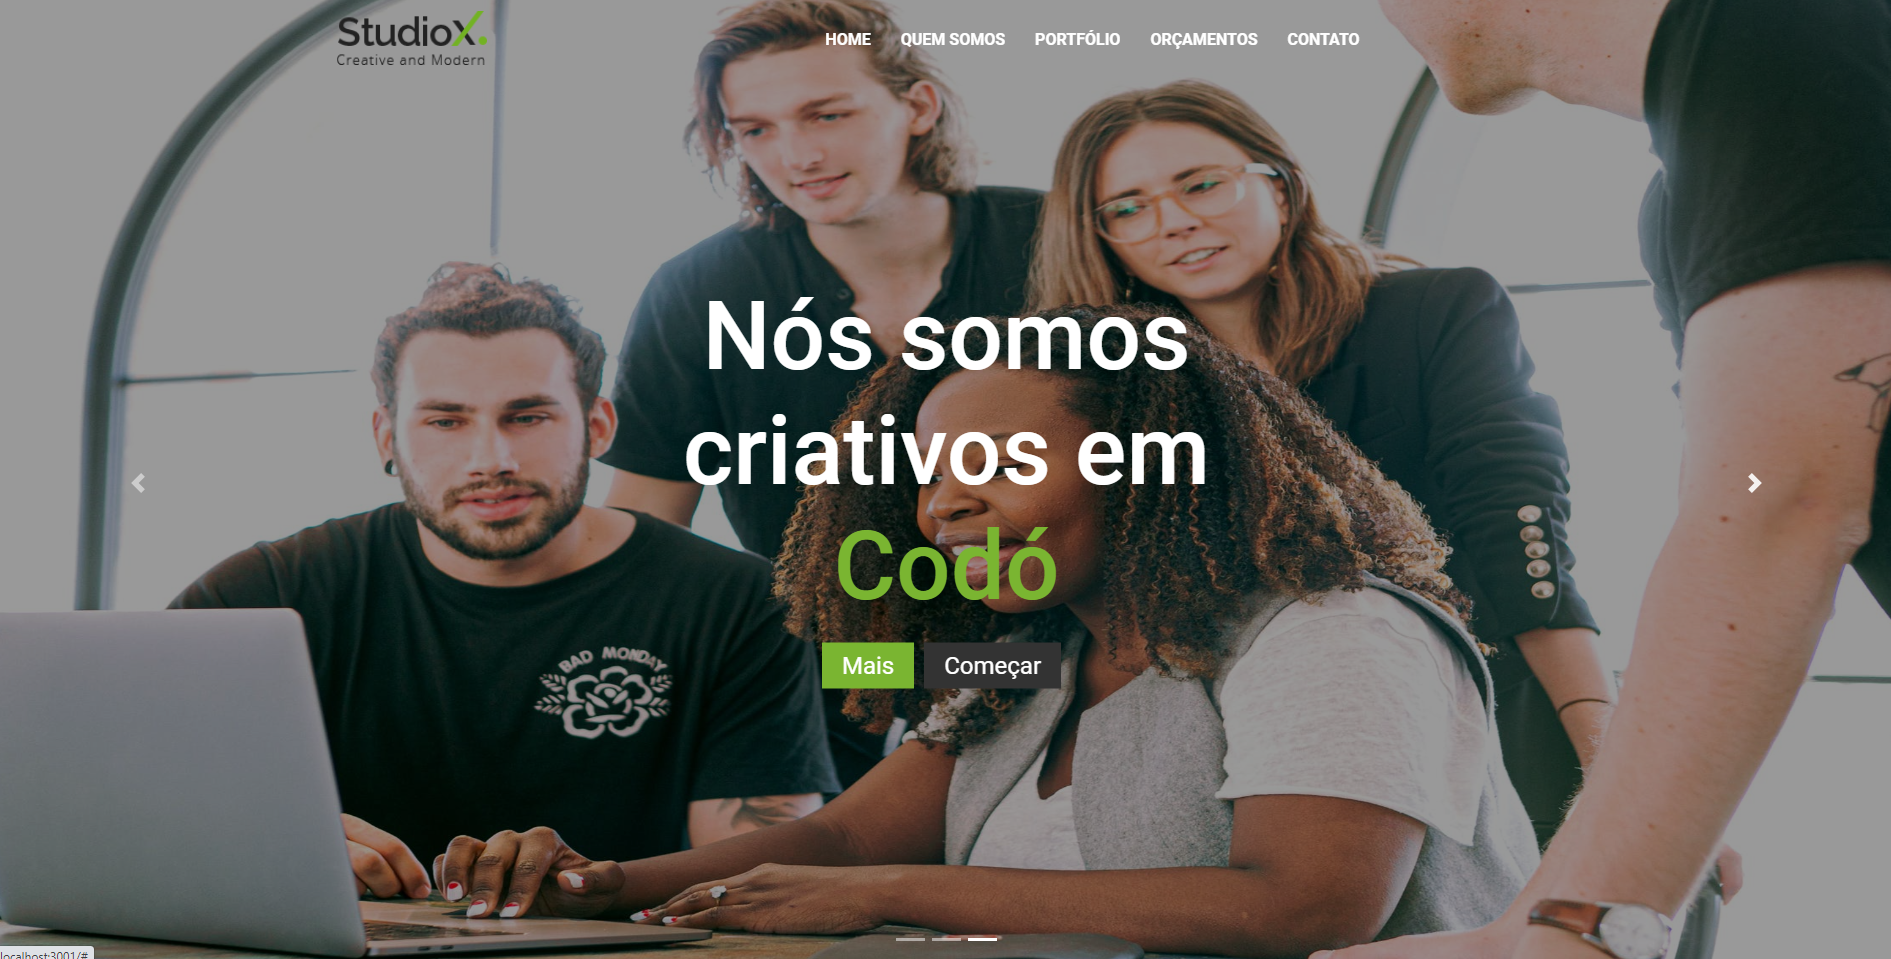 StudioX.
Creative and Modern
HOME QUEM SOMOS PORTFÓLIO ORÇAMENTOS CONTATO
Nós somos
criativos em
Codó
Mais Começar
BAD MONDAY
localhost:3001/#